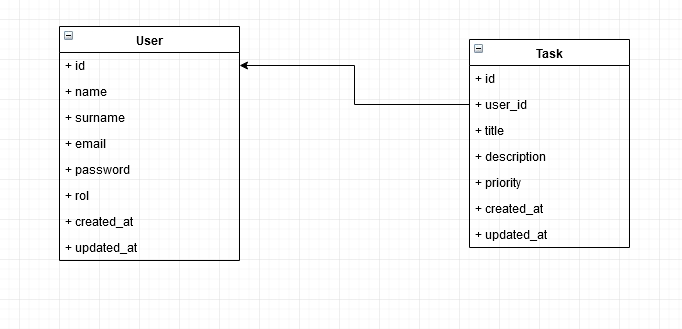 User
+ id
+ name
+ surname
+ email
+ password
+ rol
+ created_at
+ updated_at
Task
+ id
+ user_id
+ title
+ description
+ priority
+ created_at
+ updated_at